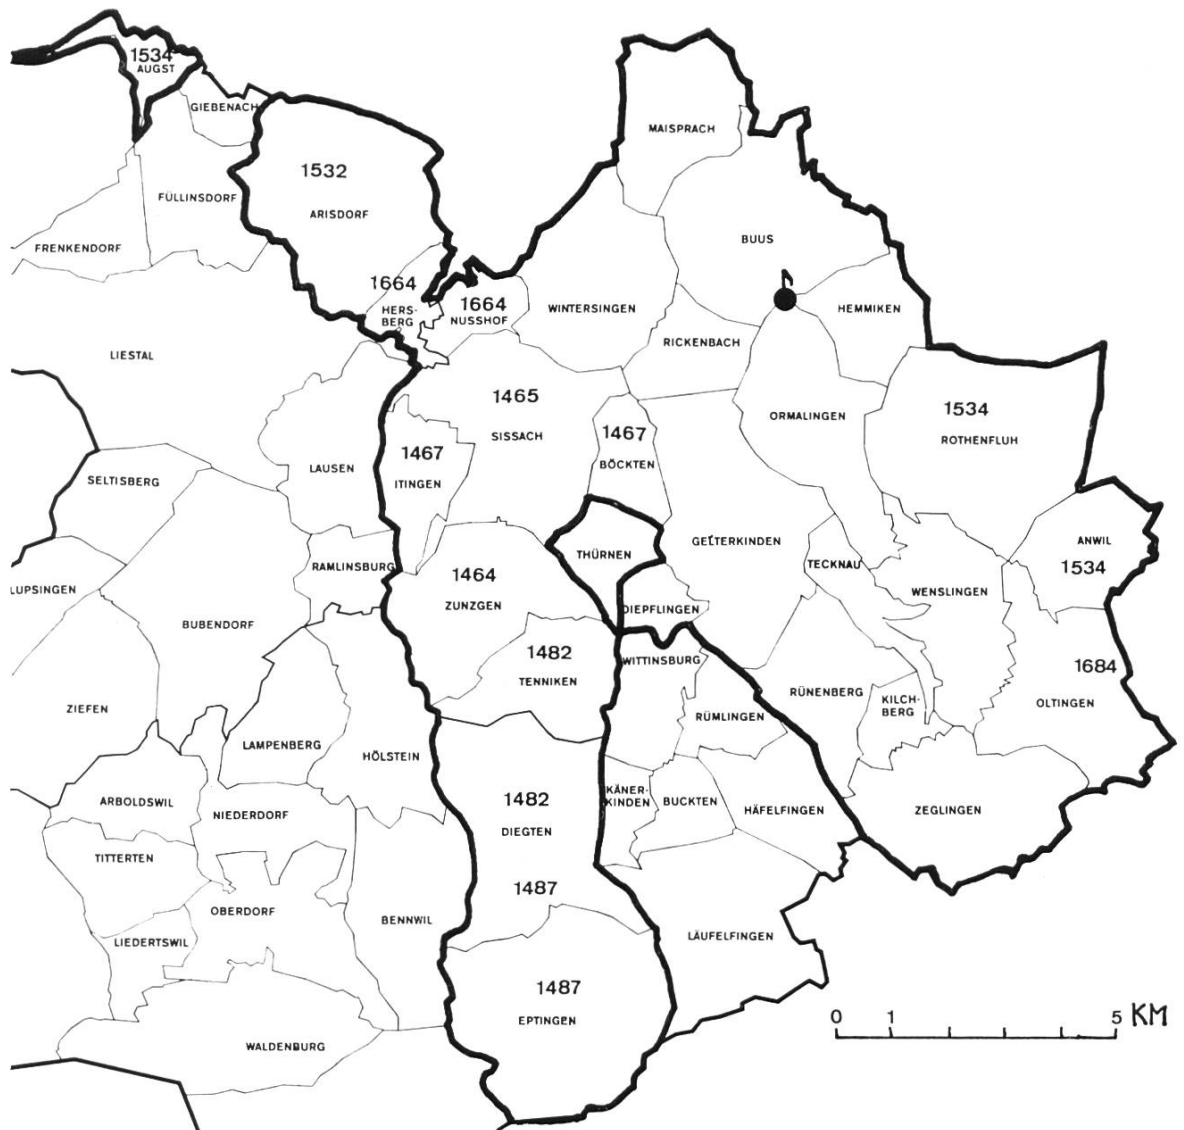 1534
AUGST
GIEBENACH
MAISPRACH
1532
FÜLLINSDORF
ARISDORF
FRENKENDORF
BUUS
1664
HERS-
BERG
1664
NUSSHOF
WINTERSINGEN
HEMMIKEN
RICKENBACH
LIESTAL
1465
SISSACH
ORMALINGEN
1534
ROTHENFLUH
1467
BÖCKTEN
1467
ITINGEN
LAUSEN
SELTISBERG
THÜRNEN
GELTERKINDEN
ANWIL
1534
TECKNAU
RAMLINSBURG
1464
ZUNZGEN
WENSLINGEN
LUPSINGEN
DIEPFLINGEN
BUBENDORF
1482
TENNIKEN
WITTINSBURG
1684
OLTINGEN
RÜNENBERG
KILCH-
BERG
ZIEFEN
RÜMLINGEN
LAMPENBERG
HÖLSTEIN
ARBOLDSWIL
NIEDERDORF
1482
DIEGTEN
KÄNER-
KINDEN
BUCKTEN
HÄFELFINGEN
ZEGLINGEN
TITTERTEN
1487
OBERDORF
BENNWIL
LIEDERTSWIL
LÄUFELFINGEN
1487
EPTINGEN
WALDENBURG
0 1 5 KM